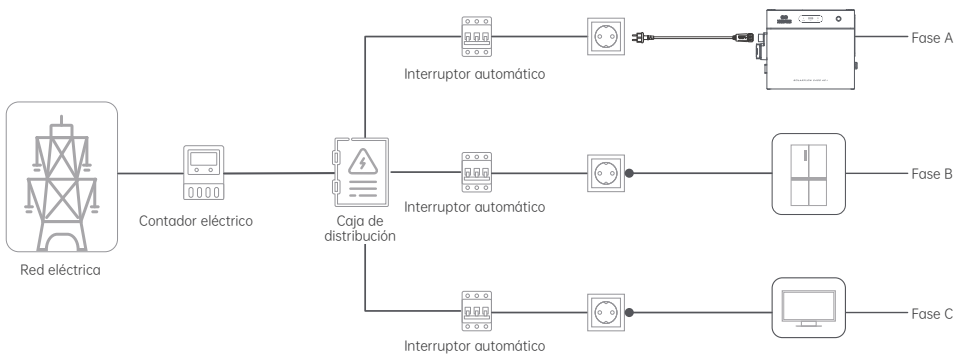 Fase A
Interruptor automático
Fase B
Contador eléctrico
Interruptor automático
Caja de
distribución
Red eléctrica
Fase C
Interruptor automático